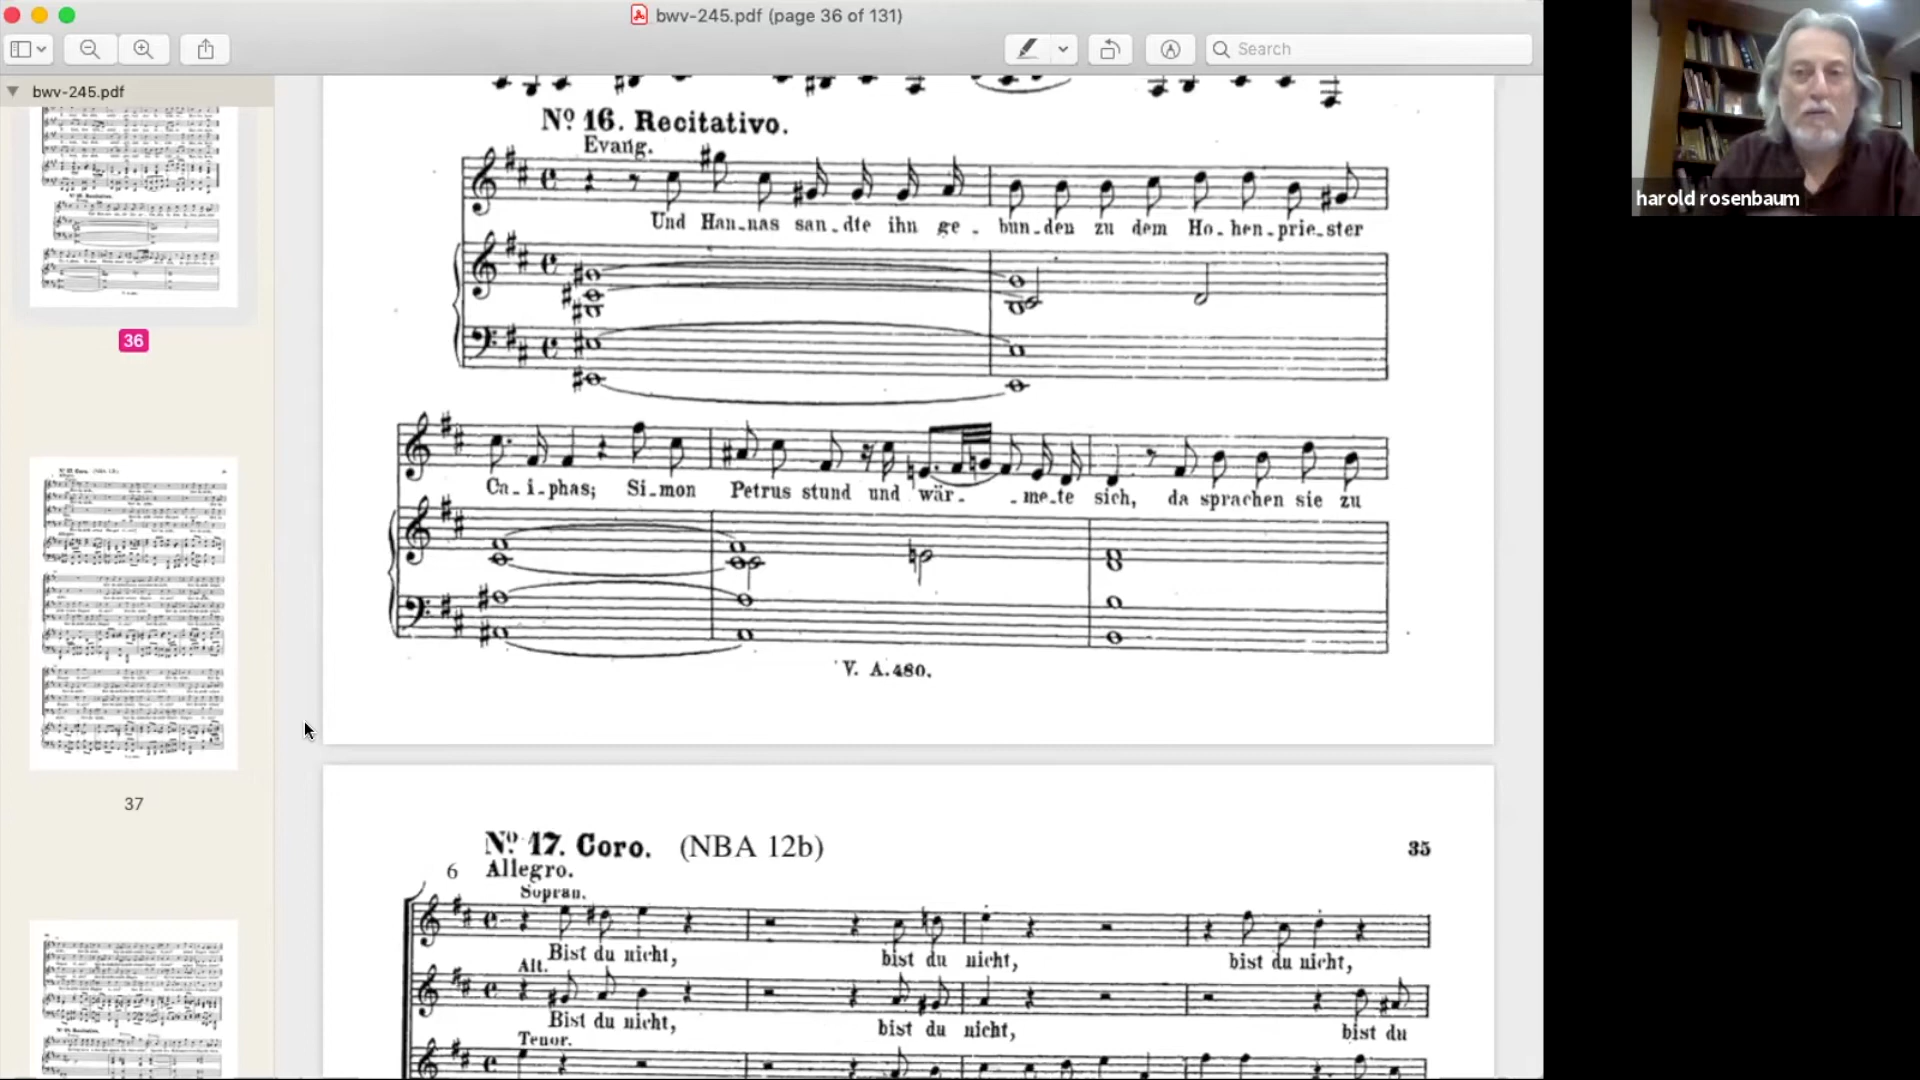 bwv-245.pdf (page 36 of 131)
Search
bwv-245.pdf
36
37
harold rosenbaum
Nº 16. Recitativo.
Evang.
Und Han-nas san-dte ihn ge - bun-den zu dem Ho-hen-prie-ster
Ca-i-phas; Si-mon Petrus stund und wär- -me-te sich, da sprachen sie zu
V. A. 480.
Nº 17. Coro. (NBA 12b)
35
6 Allegro.
Sopran.
Bist du nicht, bist du nicht, bist du nicht,
Alt.
Bist du nicht, bist du nicht, bist du
Tenor.